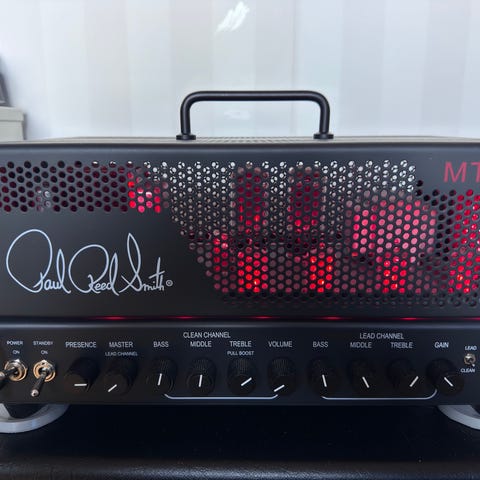 MT
Paul Reed Smith®
POWER
ON
STANDBY
ON
PRESENCE
MASTER
LEAD CHANNEL
CLEAN CHANNEL
BASS
MIDDLE
TREBLE
PULL BOOST
VOLUME
LEAD CHANNEL
BASS
MIDDLE
TREBLE
GAIN
LEAD
CLEAN